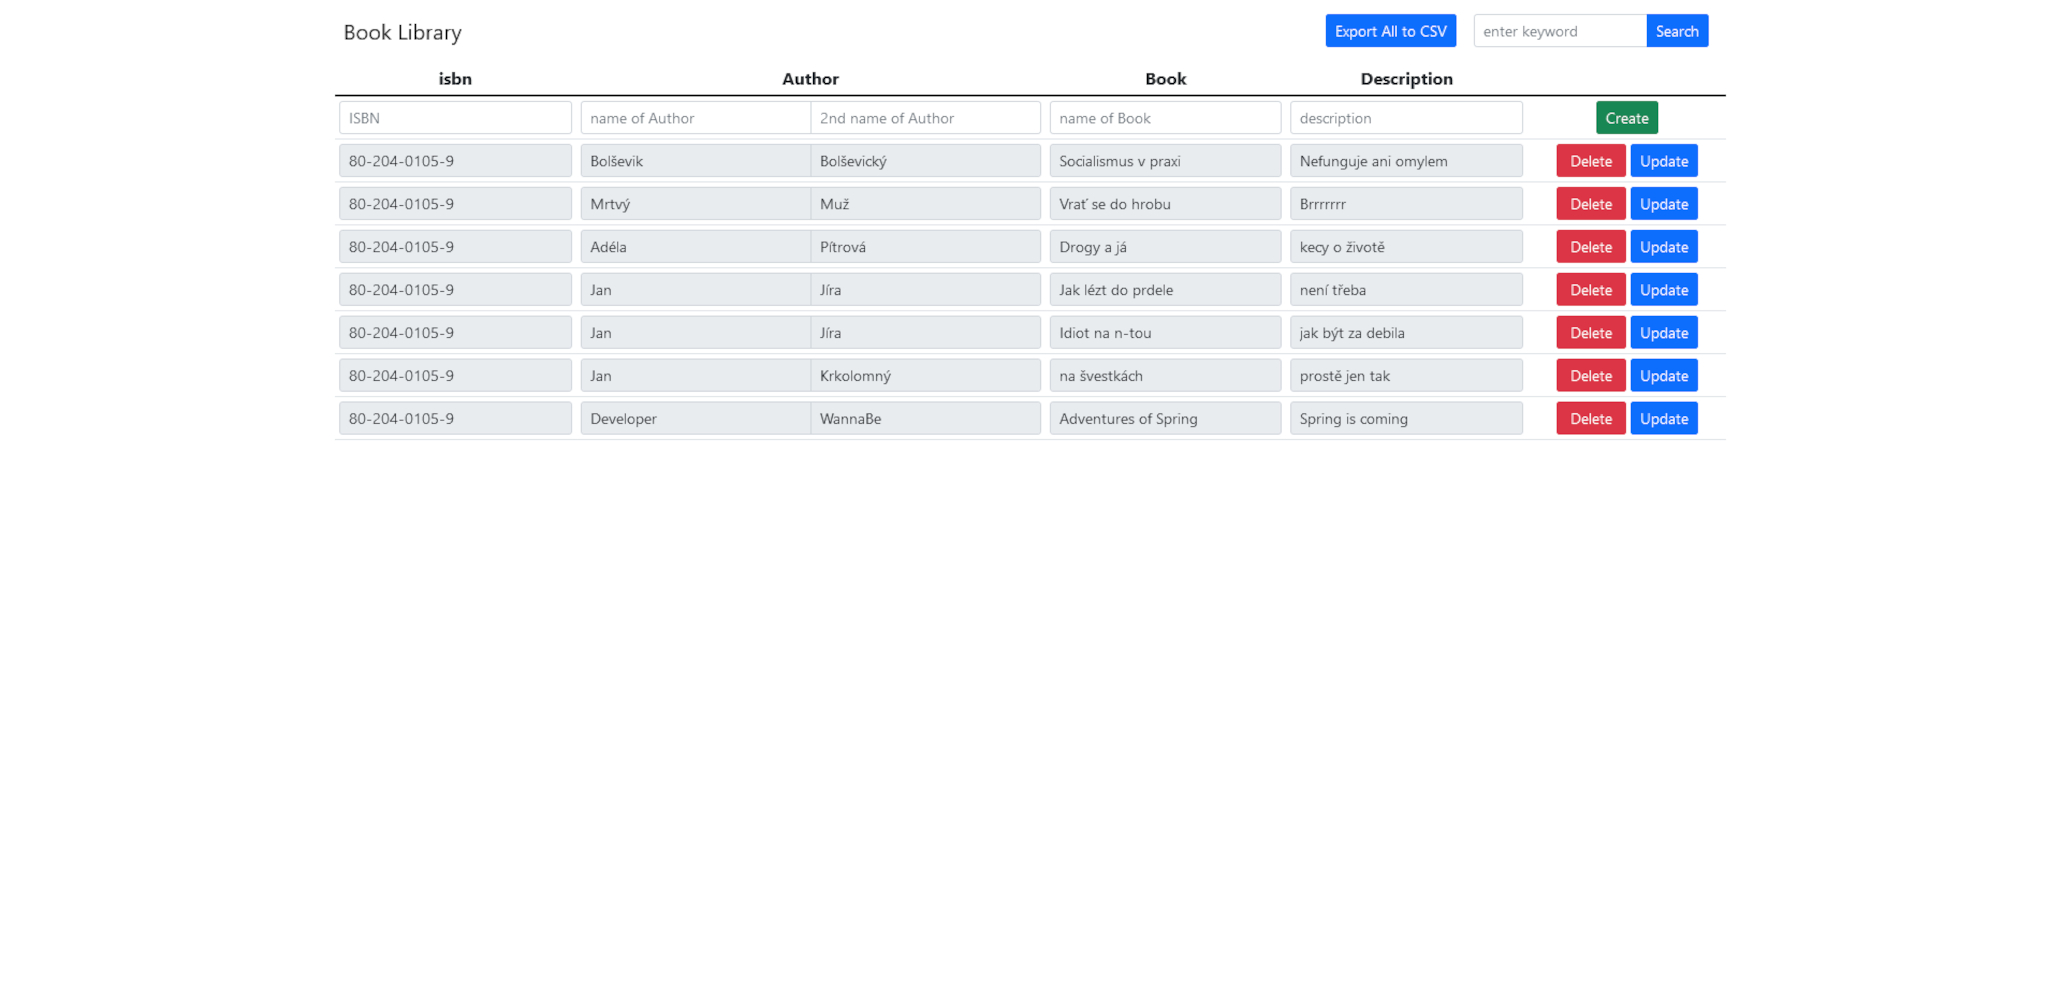 Book Library Export All to CSV enter keyword Search
isbn Author Book Description
ISBN name of Author 2nd name of Author name of Book description Create
80-204-0105-9 Bolševik Bolševický Socialismus v praxi Nefunguje ani omylem Delete Update
80-204-0105-9 Mrtvý Muž Vrať se do hrobu Brrrrrrr Delete Update
80-204-0105-9 Adéla Pítrová Drogy a já kecy o životě Delete Update
80-204-0105-9 Jan Jíra Jak lézt do prdele není třeba Delete Update
80-204-0105-9 Jan Jíra Idiot na n-tou jak být za debila Delete Update
80-204-0105-9 Jan Krkolomný na švestkách prostě jen tak Delete Update
80-204-0105-9 Developer WannaBe Adventures of Spring Spring is coming Delete Update